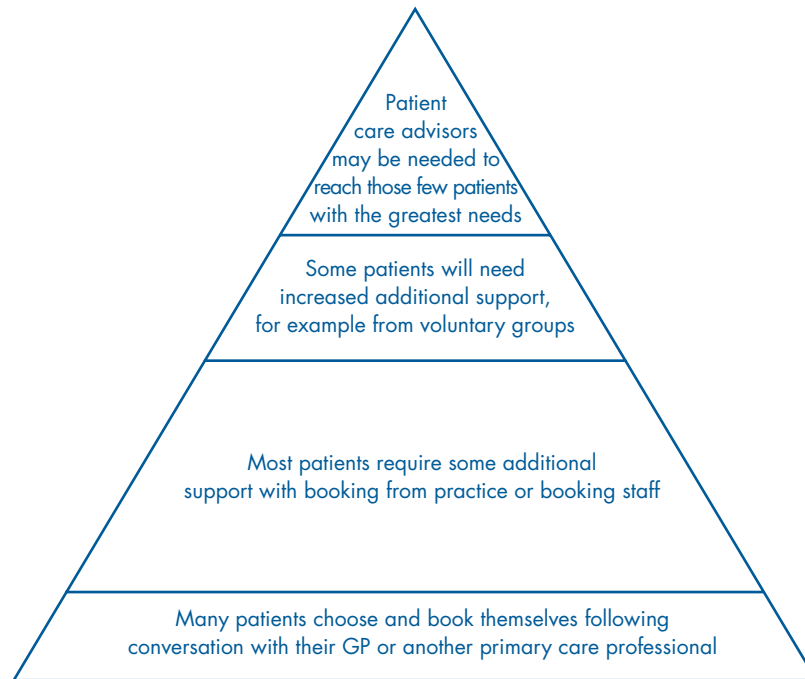 Patient
care advisors
may be needed to
reach those few patients
with the greatest needs
Some patients will need
increased additional support,
for example from voluntary groups
Most patients require some additional
support with booking from practice or booking staff
Many patients choose and book themselves following
conversation with their GP or another primary care professional